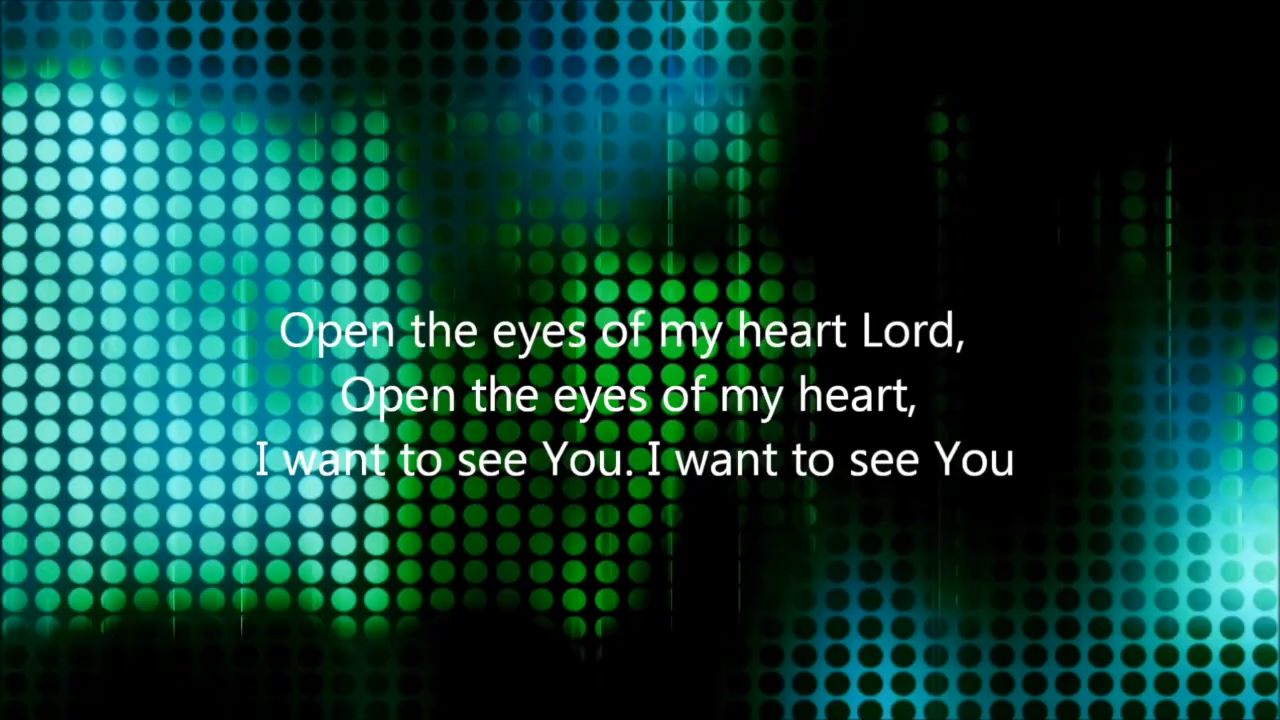 Open the eyes of my heart Lord,
Open the eyes of my heart,
I want to see You. I want to see You